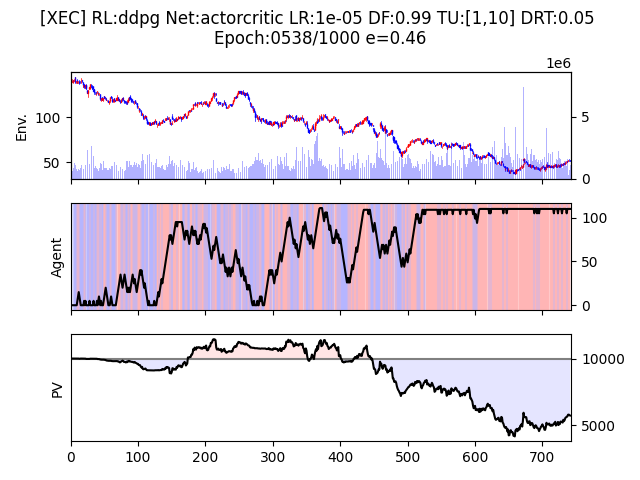 [XEC] RL:ddpg Net:actorcritic LR:1e-05 DF:0.99 TU:[1,10] DRT:0.05
Epoch:0538/1000 e=0.46
1e6
Env.
100
50
5
0
Agent
100
50
0
PV
10000
5000
0 100 200 300 400 500 600 700